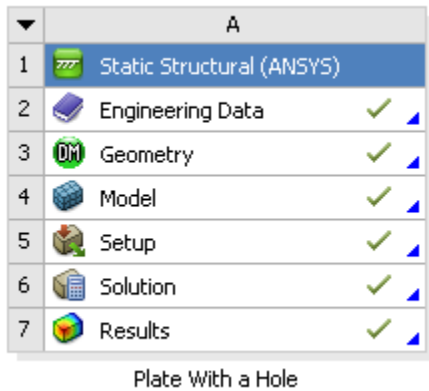 A
1 Static Structural (ANSYS)
2 Engineering Data
3 DM Geometry
4 Model
5 Setup
6 Solution
7 Results
Plate With a Hole